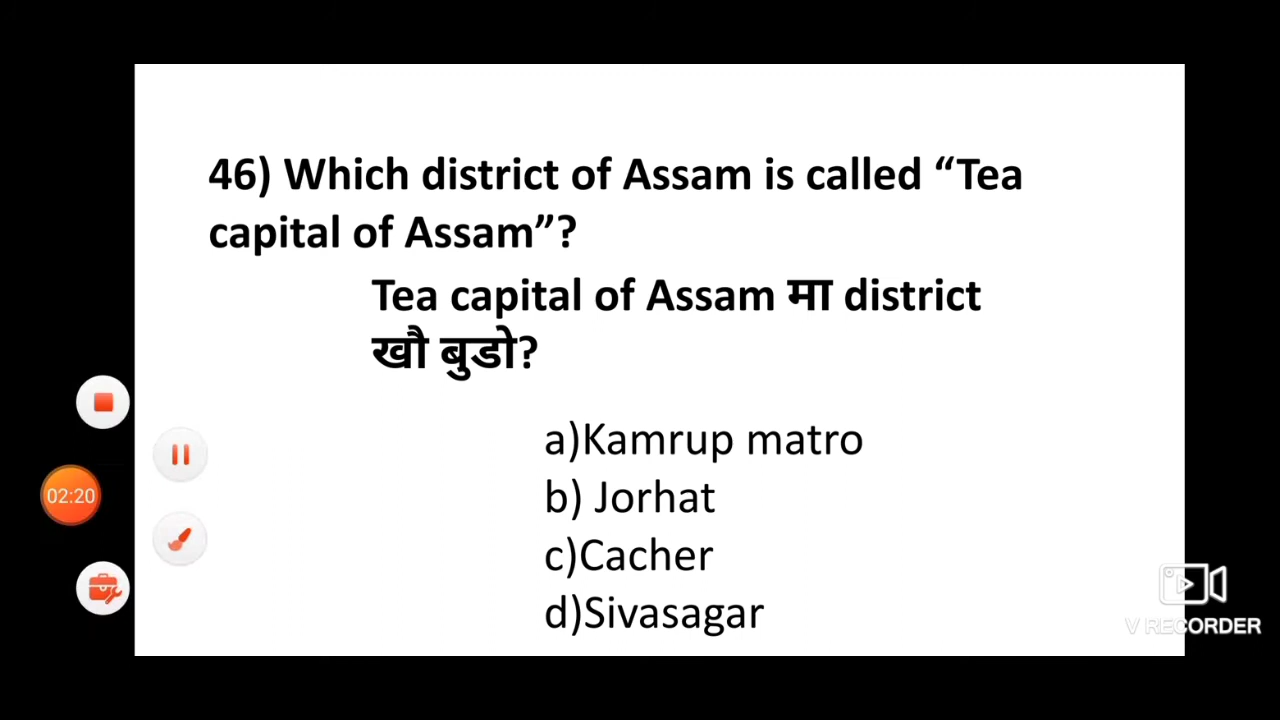 46) Which district of Assam is called “Tea
capital of Assam”?
Tea capital of Assam मा district
खौ बुडो?
a)Kamrup matro
b) Jorhat
c)Cacher
d)Sivasagar
02:20
V RECORDER